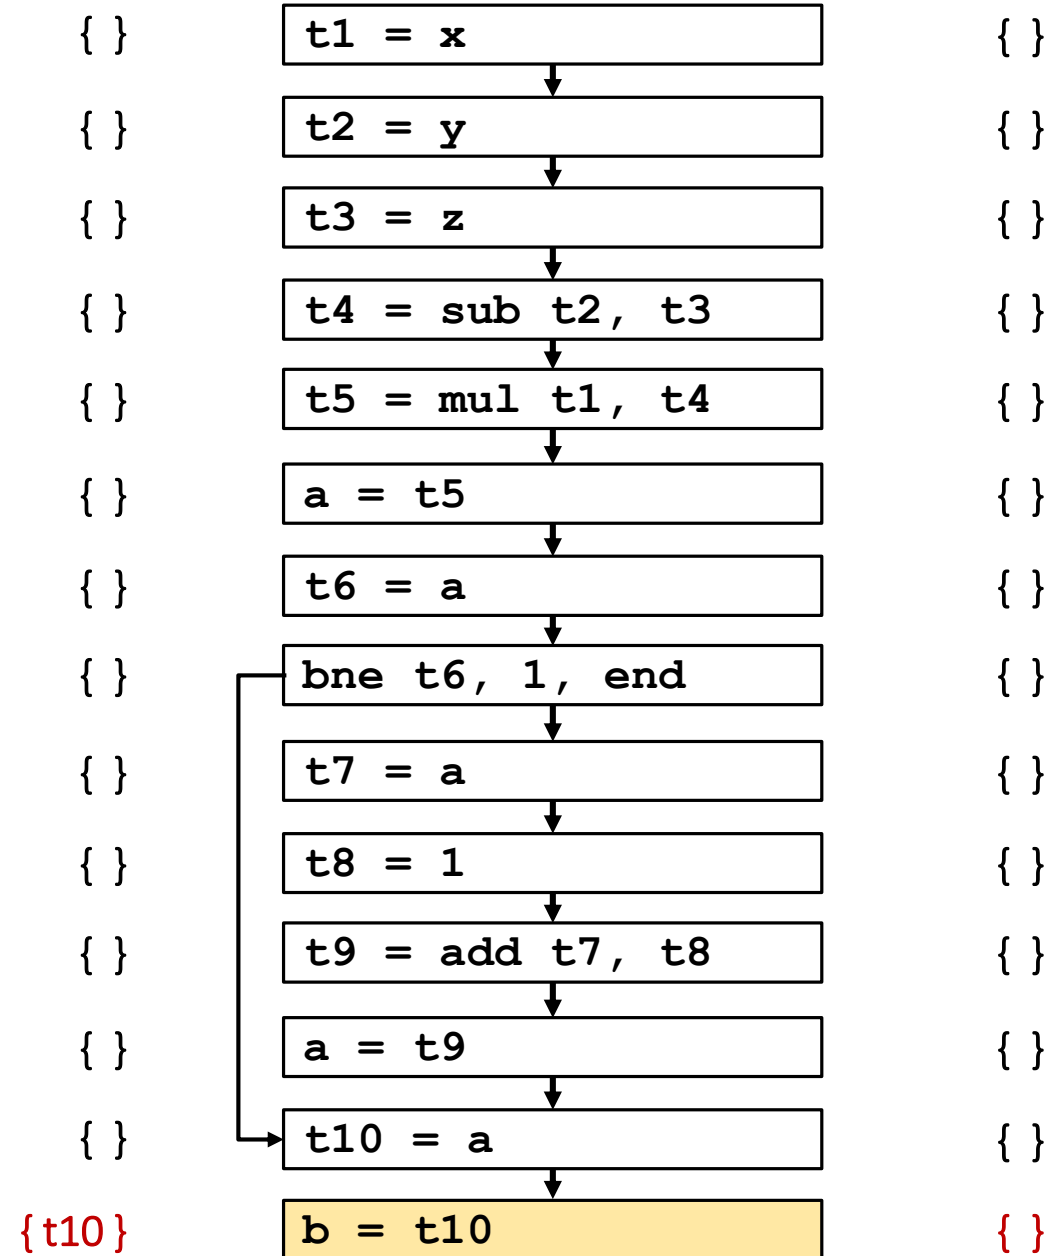 { } t1 = x { }
{ } t2 = y { }
{ } t3 = z { }
{ } t4 = sub t2, t3 { }
{ } t5 = mul t1, t4 { }
{ } a = t5 { }
{ } t6 = a { }
{ } bne t6, 1, end { }
{ } t7 = a { }
{ } t8 = 1 { }
{ } t9 = add t7, t8 { }
{ } a = t9 { }
{ } t10 = a { }
{t10} b = t10 { }